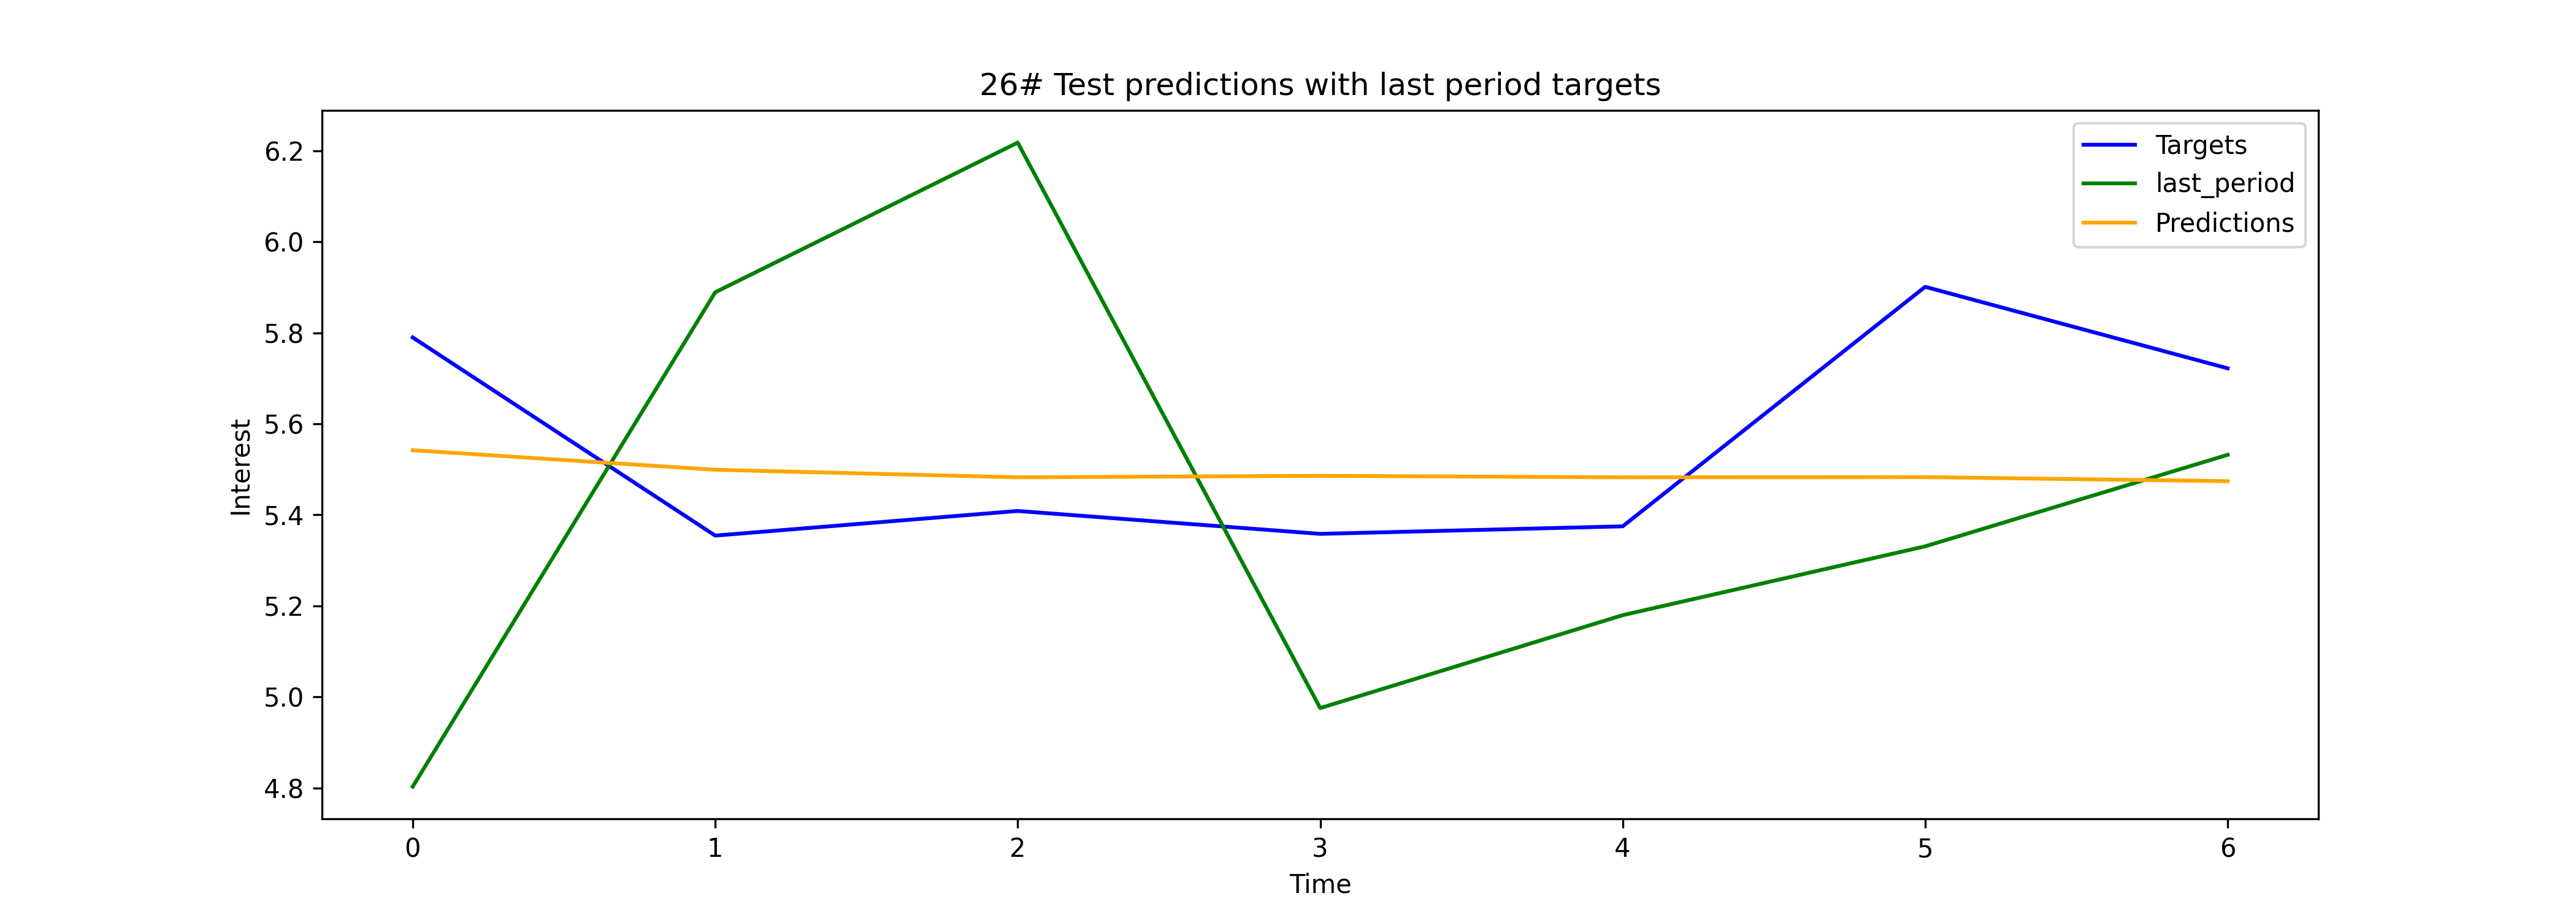 26# Test predictions with last period targets
Targets
last_period
Predictions
Interest
6.2
6.0
5.8
5.6
5.4
5.2
5.0
4.8
0 1 2 3 4 5 6
Time